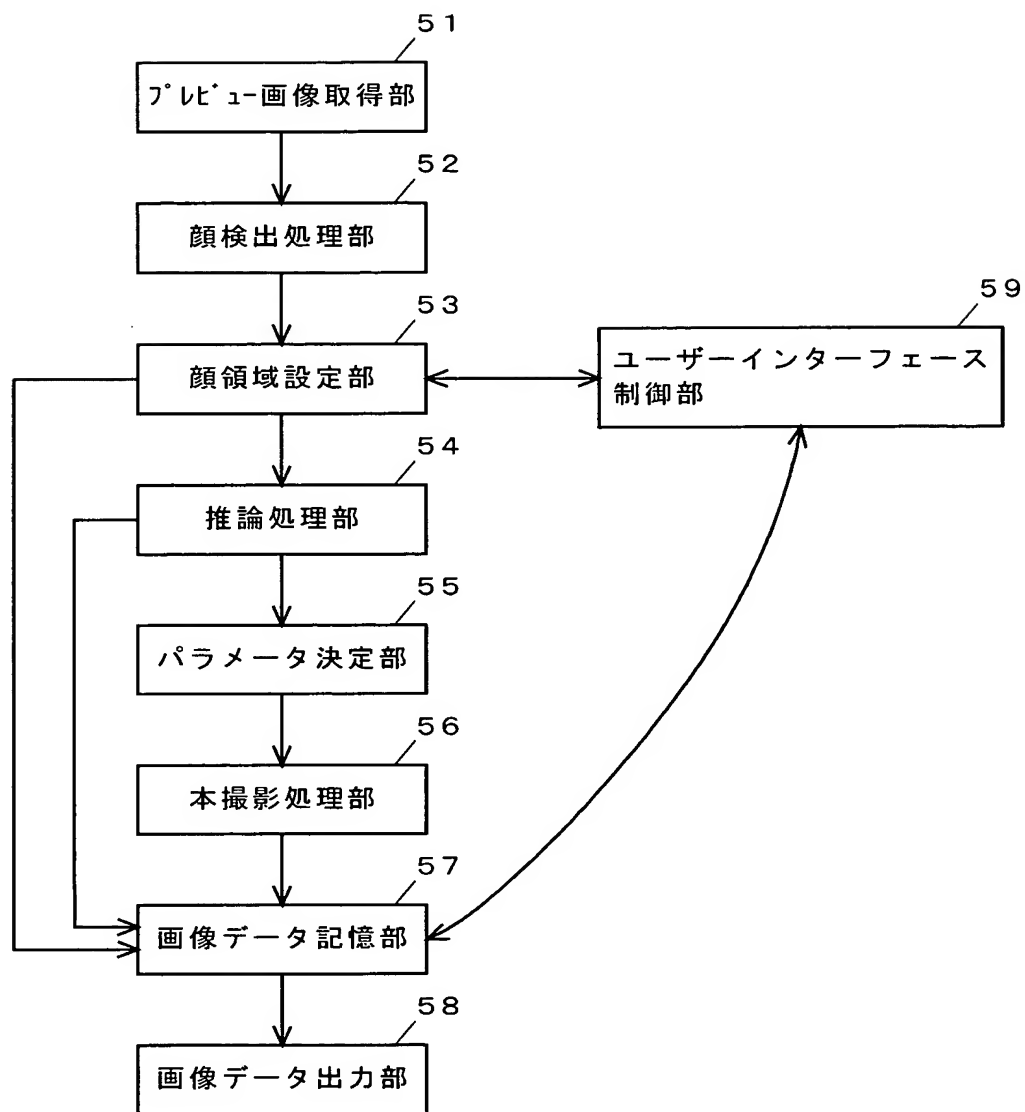 51
プレビュー画像取得部
52
顔検出処理部
53
顔領域設定部
59
ユーザーインターフェース
制御部
54
推論処理部
55
パラメータ決定部
56
本撮影処理部
57
画像データ記憶部
58
画像データ出力部